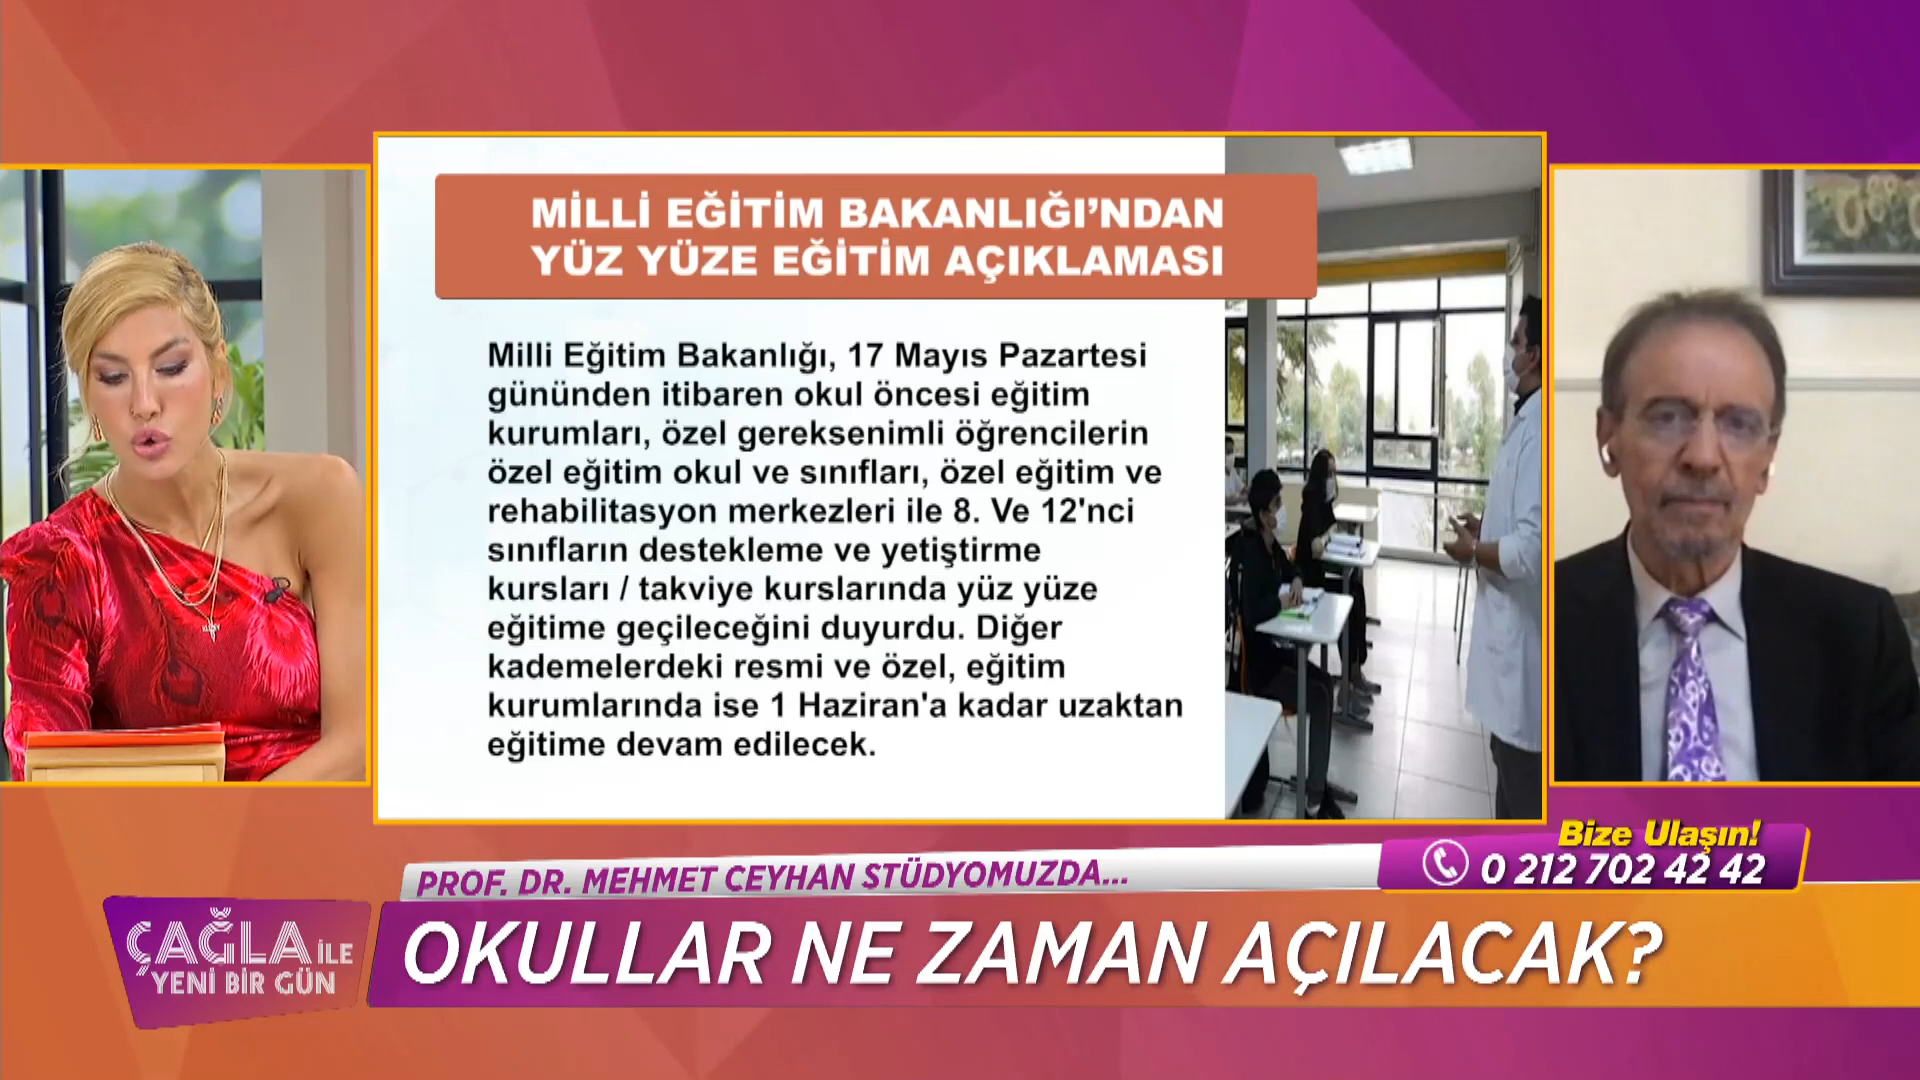 MİLLİ EĞİTİM BAKANLIĞI'NDAN
YÜZ YÜZE EĞİTİM AÇIKLAMASI
Milli Eğitim Bakanlığı, 17 Mayıs Pazartesi
gününden itibaren okul öncesi eğitim
kurumları, özel gereksenimli öğrencilerin
özel eğitim okul ve sınıfları, özel eğitim ve
rehabilitasyon merkezleri ile 8. Ve 12'nci
sınıfların destekleme ve yetiştirme
kursları / takviye kurslarında yüz yüze
eğitime geçileceğini duyurdu. Diğer
kademelerdeki resmi ve özel, eğitim
kurumlarında ise 1 Haziran'a kadar uzaktan
eğitime devam edilecek.
Bize Ulaşın!
0 212 702 42 42
PROF. DR. MEHMET CEYHAN STÜDYOMUZDA...
ÇAĞLA İLE
YENİ BİR GÜN
OKULLAR NE ZAMAN AÇILACAK?